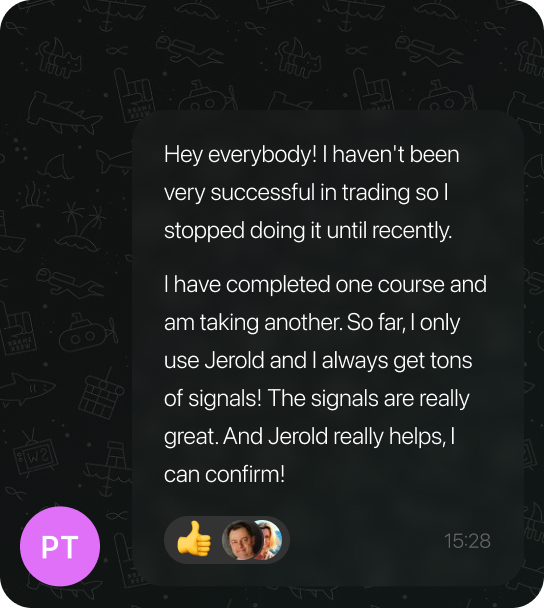 Hey everybody! I haven't been
very successful in trading so I
stopped doing it until recently.
I have completed one course and
am taking another. So far, I only
use Jerold and I always get tons
of signals! The signals are really
great. And Jerold really helps, I
can confirm!
PT
15:28